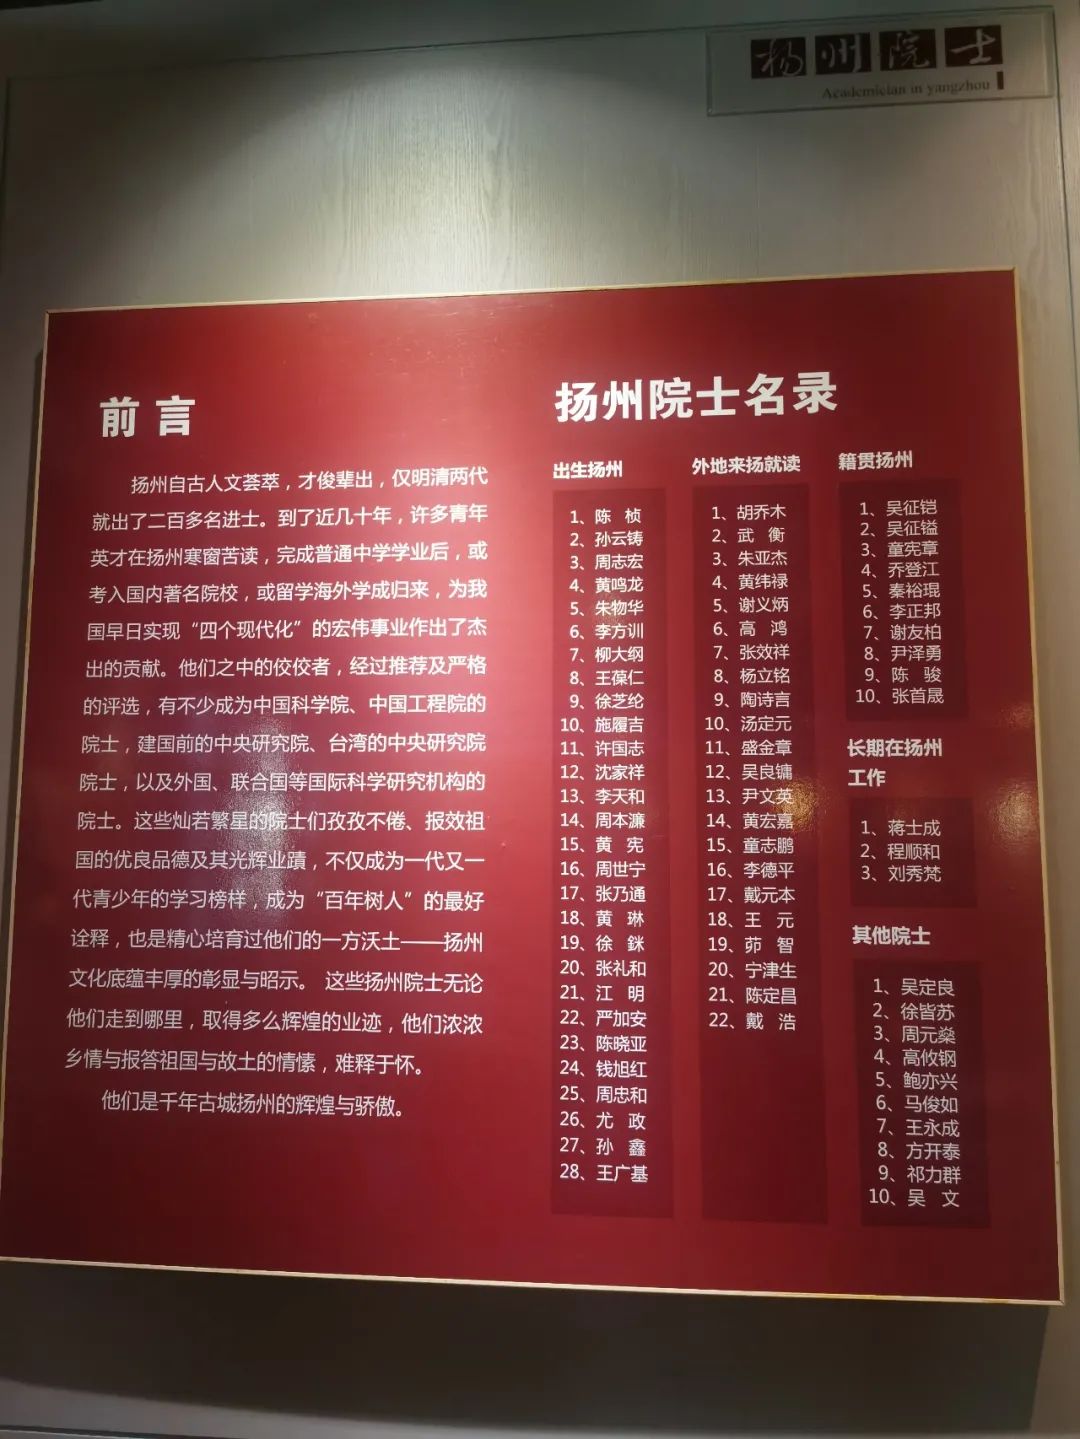 扬州院士
Academician in yangzhou
前言
扬州自古人文荟萃，才俊辈出，仅明清两代
就出了二百多名进士。到了近几十年，许多青年
英才在扬州寒窗苦读，完成普通中学学业后，或
考入国内著名院校，或留学海外学成归来，为我
国早日实现“四个现代化”的宏伟事业作出了杰
出的贡献。他们之中的佼佼者，经过推荐及严格
的评选，有不少成为中国科学院、中国工程院的
院士，建国前的中央研究院、台湾的中央研究院
院士，以及外国、联合国等国际科学研究机构的
院士。这些灿若繁星的院士们孜孜不倦、报效祖
国的优良品德及其光辉业蹟，不仅成为一代又一
代青少年的学习榜样，成为“百年树人”的最好
诠释，也是精心培育过他们的一方沃土——扬州
文化底蕴丰厚的彰显与昭示。 这些扬州院士无论
他们走到哪里，取得多么辉煌的业迹，他们浓浓
乡情与报答祖国与故土的情愫，难释于怀。
他们是千年古城扬州的辉煌与骄傲。
扬州院士名录
出生扬州
1、陈 桢
2、孙云铸
3、周志宏
4、黄鸣龙
5、朱物华
6、李方训
7、柳大纲
8、王葆仁
9、徐芝纶
10、施履吉
11、许国志
12、沈家祥
13、李天和
14、周本濂
15、黄 宪
16、周世宁
17、张乃通
18、黄 琳
19、徐 銤
20、张礼和
21、江 明
22、严加安
23、陈晓亚
24、钱旭红
25、周忠和
26、尤 政
27、孙 鑫
28、王广基
外地来扬就读
1、胡乔木
2、武 衡
3、朱亚杰
4、黄纬禄
5、谢义炳
6、高 鸿
7、张效祥
8、杨立铭
9、陶诗言
10、汤定元
11、盛金章
12、吴良镛
13、尹文英
14、黄宏嘉
15、童志鹏
16、李德平
17、戴元本
18、王 元
19、茆 智
20、宁津生
21、陈定昌
22、戴 浩
籍贯扬州
1、吴征铠
2、吴征镒
3、童宪章
4、乔登江
5、秦裕琨
6、李正邦
7、谢友柏
8、尹泽勇
9、陈 骏
10、张首晟
长期在扬州
工作
1、蒋士成
2、程顺和
3、刘秀梵
其他院士
1、吴定良
2、徐皆苏
3、周元燊
4、高攸钢
5、鲍亦兴
6、马俊如
7、王永成
8、方开泰
9、祁力群
10、吴 文